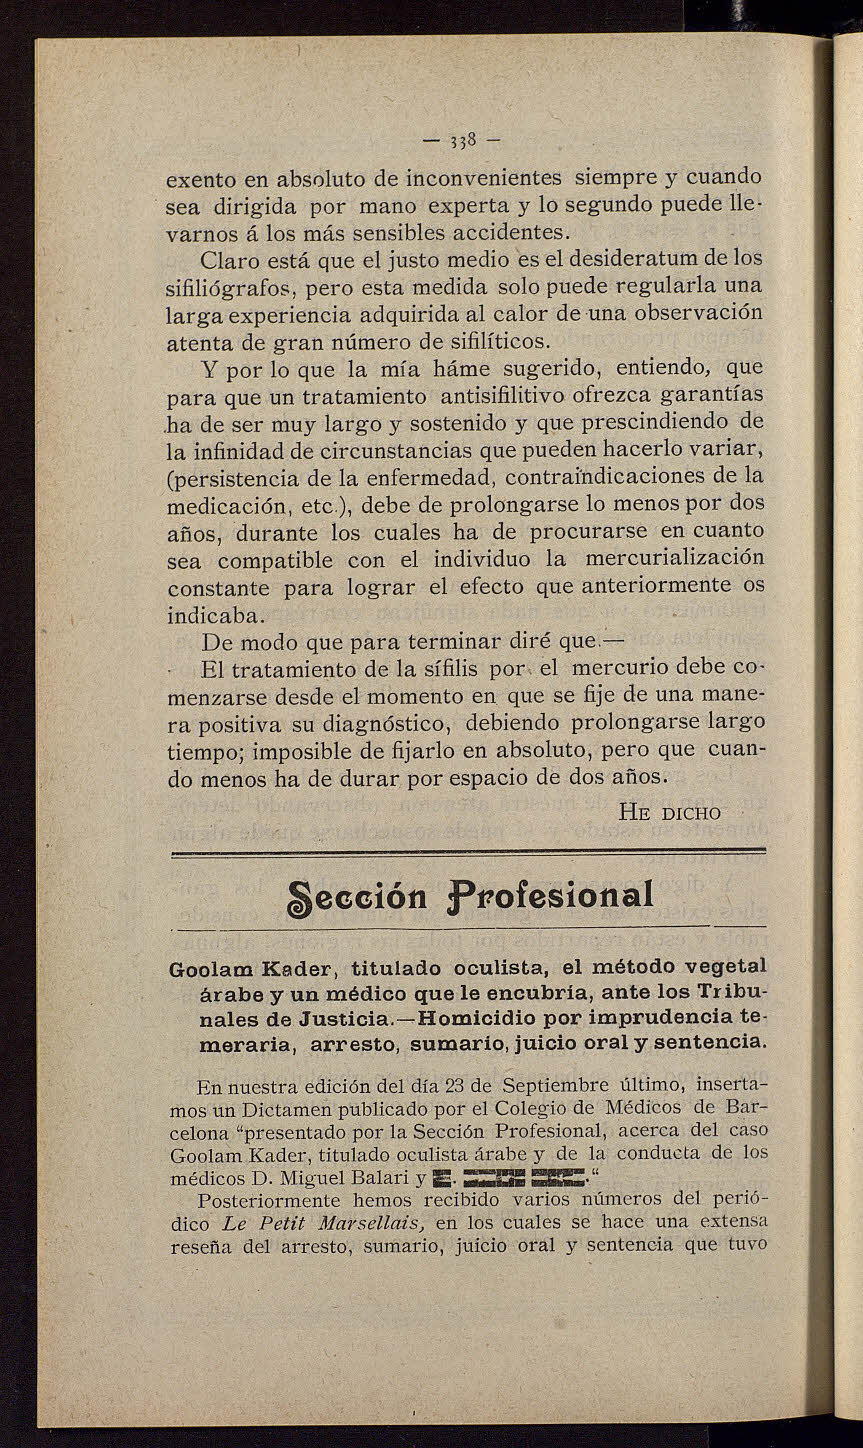 — 338 —
exento en absoluto de inconvenientes siempre y cuando
sea dirigida por mano experta y lo segundo puede lle-
varnos á los más sensibles accidentes.
Claro está que el justo medio es el desideratum de los
sifiliógrafos, pero esta medida solo puede regularla una
larga experiencia adquirida al calor de una observación
atenta de gran número de sifilíticos.
Y por lo que la mía háme sugerido, entiendo, que
para que un tratamiento antisifilitivo ofrezca garantías
ha de ser muy largo y sostenido y que prescindiendo de
la infinidad de circunstancias que pueden hacerlo variar,
(persistencia de la enfermedad, contraindicaciones de la
medicación, etc.), debe de prolongarse lo menos por dos
años, durante los cuales ha de procurarse en cuanto
sea compatible con el individuo la mercurialización
constante para lograr el efecto que anteriormente os
indicaba.
De modo que para terminar diré que.—
El tratamiento de la sífilis por el mercurio debe co-
menzarse desde el momento en que se fije de una mane-
ra positiva su diagnóstico, debiendo prolongarse largo
tiempo; imposible de fijarlo en absoluto, pero que cuan-
do menos ha de durar por espacio de dos años.
HE DICHO
Sección Profesional
Goolam Kader, titulado oculista, el método vegetal
árabe y un médico que le encubría, ante los Tribu-
nales de Justicia.—Homicidio por imprudencia te-
meraria, arresto, sumario, juicio oral y sentencia.
En nuestra edición del día 23 de Septiembre último, inserta-
mos un Dictamen publicado por el Colegio de Médicos de Bar-
celona “presentado por la Sección Profesional, acerca del caso
Goolam Kader, titulado oculista árabe y de la conducta de los
médicos D. Miguel Balari y
Posteriormente hemos recibido varios números del perió-
dico Le Petit Marsellais, en los cuales se hace una extensa
reseña del arresto, sumario, juicio oral y sentencia que tuvo